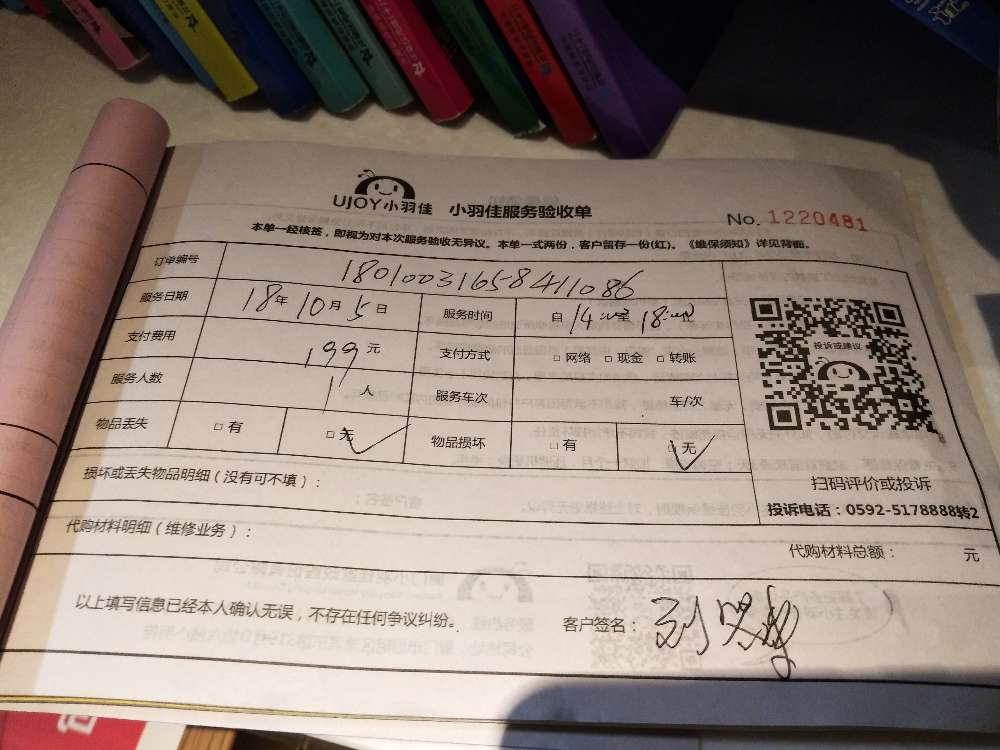 UJOY小羽佳 小羽佳服务验收单
No. 1220481
本单一经核签，即视为对本次服务验收无异议。本单一式两份，客户留存一份(红)。《维保须知》详见背面。
订单编号 18010031658411086
服务日期 18年10月5日 服务时间 自14:00至18:00
支付费用 199元 支付方式 □网络 □现金 □转账
服务人数 1人 服务车次 车/次
物品丢失 □有 □无 物品损坏 □有 □无
投诉或建议
扫码评价或投诉
投诉电话：0592-5178888转2
损坏或丢失物品明细（没有可不填）：
代购材料明细（维修业务）：
代购材料总额： 元
以上填写信息已经本人确认无误，不存在任何争议纠纷。
客户签名：